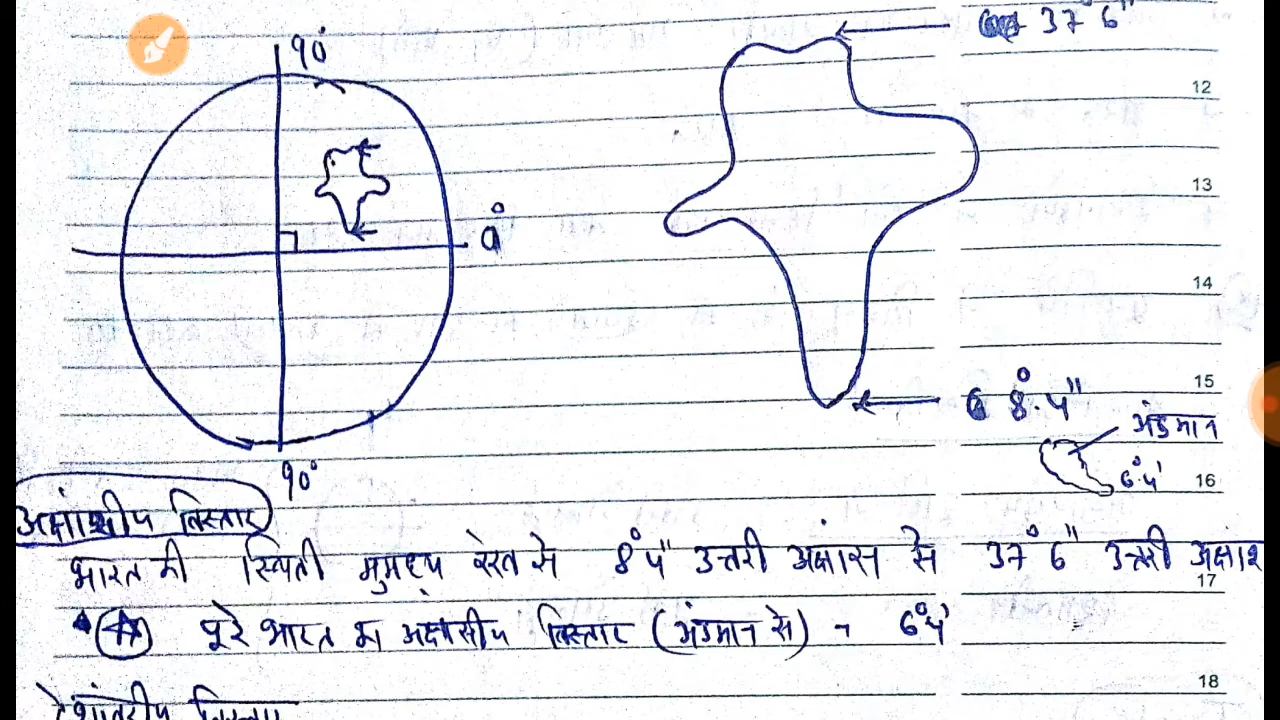 90°
37° 6"
12
13
0°
14
8°.4"
15
अंडमान
6°4'
16
90°
अक्षांशीय विस्तार
भारत की स्थिती भुमध्य रेखा से 8°4" उत्तरी अक्षांस से 37° 6" उत्तरी अक्षांश
17
पूरे भारत का अक्षांसीय विस्तार (अंडमान से) - 6°4'
18
देशांतरीय विस्तार